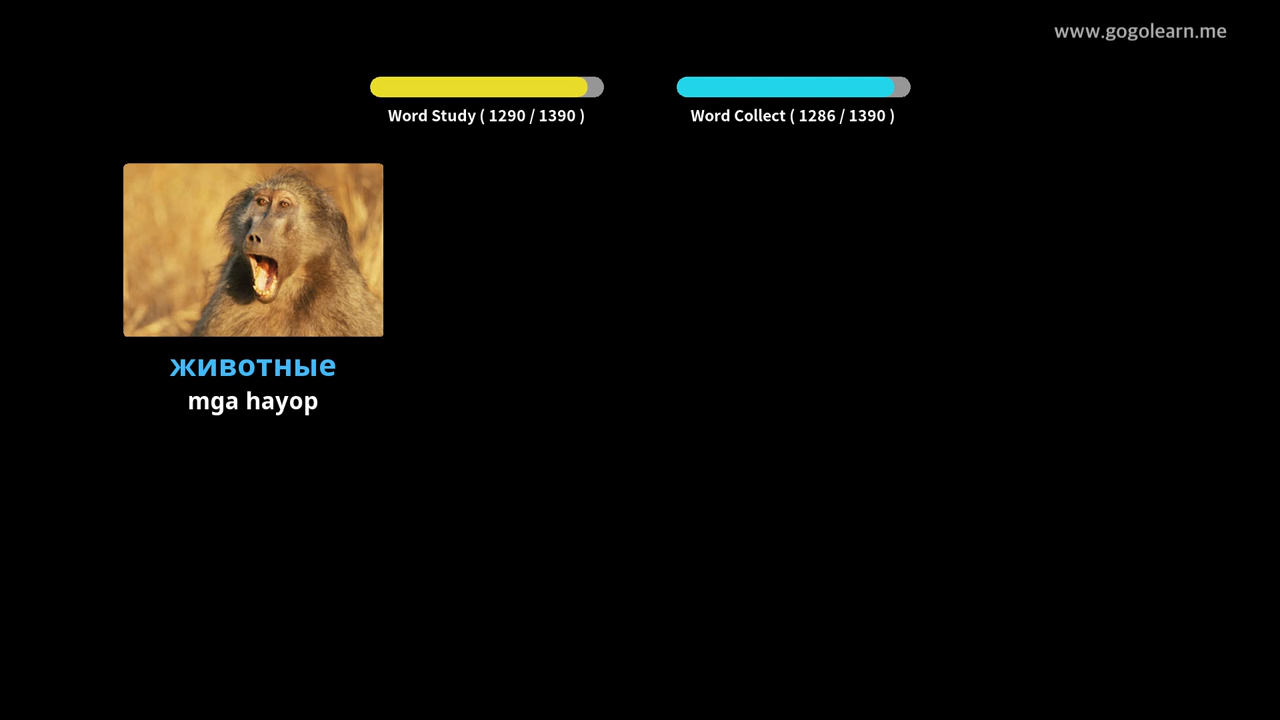 www.gogolearn.me
Word Study ( 1290 / 1390 )
Word Collect ( 1286 / 1390 )
животные
mga hayop